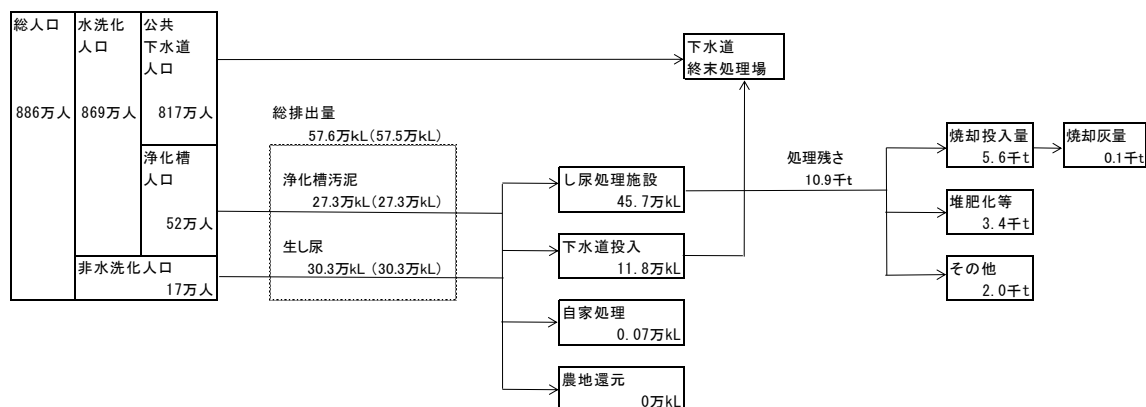 総人口
886万人
水洗化
人口
869万人
公共
下水道
人口
817万人
浄化槽
人口
52万人
非水洗化人口
17万人
総排出量
57.6万kL(57.5万kL)
浄化槽汚泥
27.3万kL(27.3万kL)
生し尿
30.3万kL (30.3万kL)
下水道
終末処理場
し尿処理施設
45.7万kL
下水道投入
11.8万kL
自家処理
0.07万kL
農地還元
0万kL
処理残さ
10.9千t
焼却投入量
5.6千t
焼却灰量
0.1千t
堆肥化等
3.4千t
その他
2.0千t